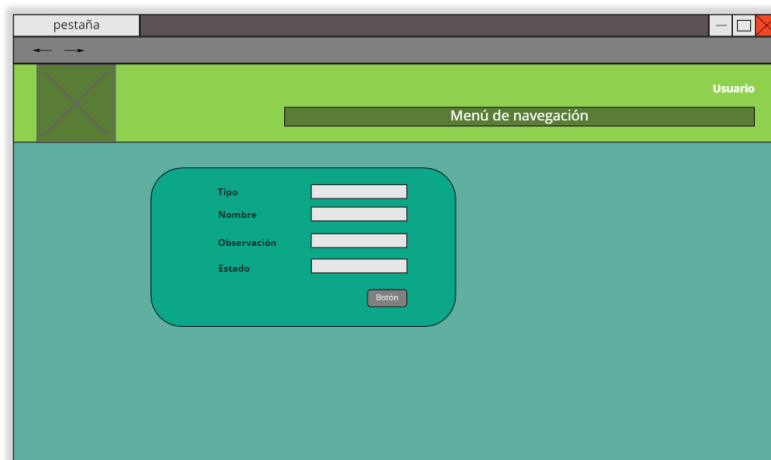 pestaña
Usuario
Menú de navegación
Tipo
Nombre
Observación
Estado
Botón